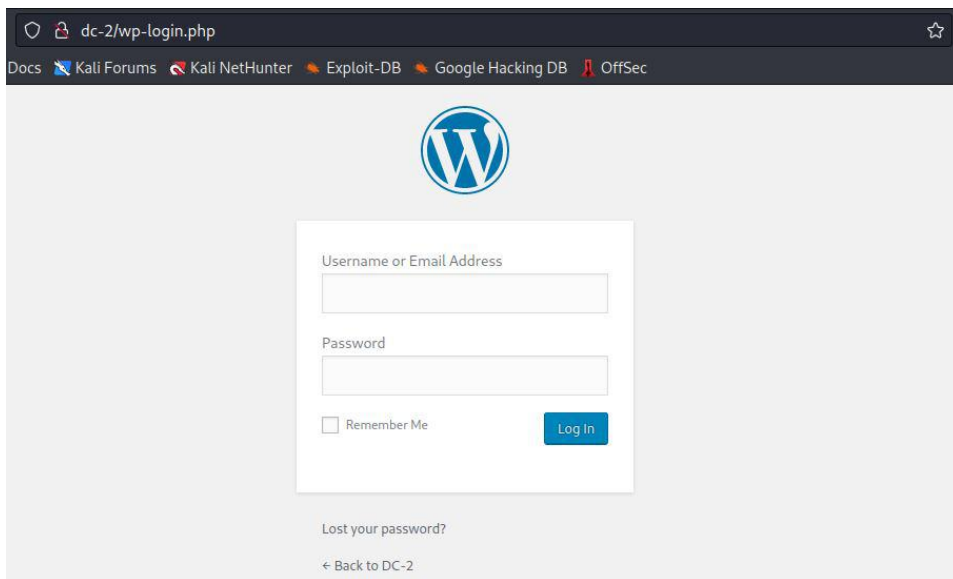 dc-2/wp-login.php
Docs Kali Forums Kali NetHunter Exploit-DB Google Hacking DB OffSec
Username or Email Address
Password
Remember Me Log In
Lost your password?
← Back to DC-2